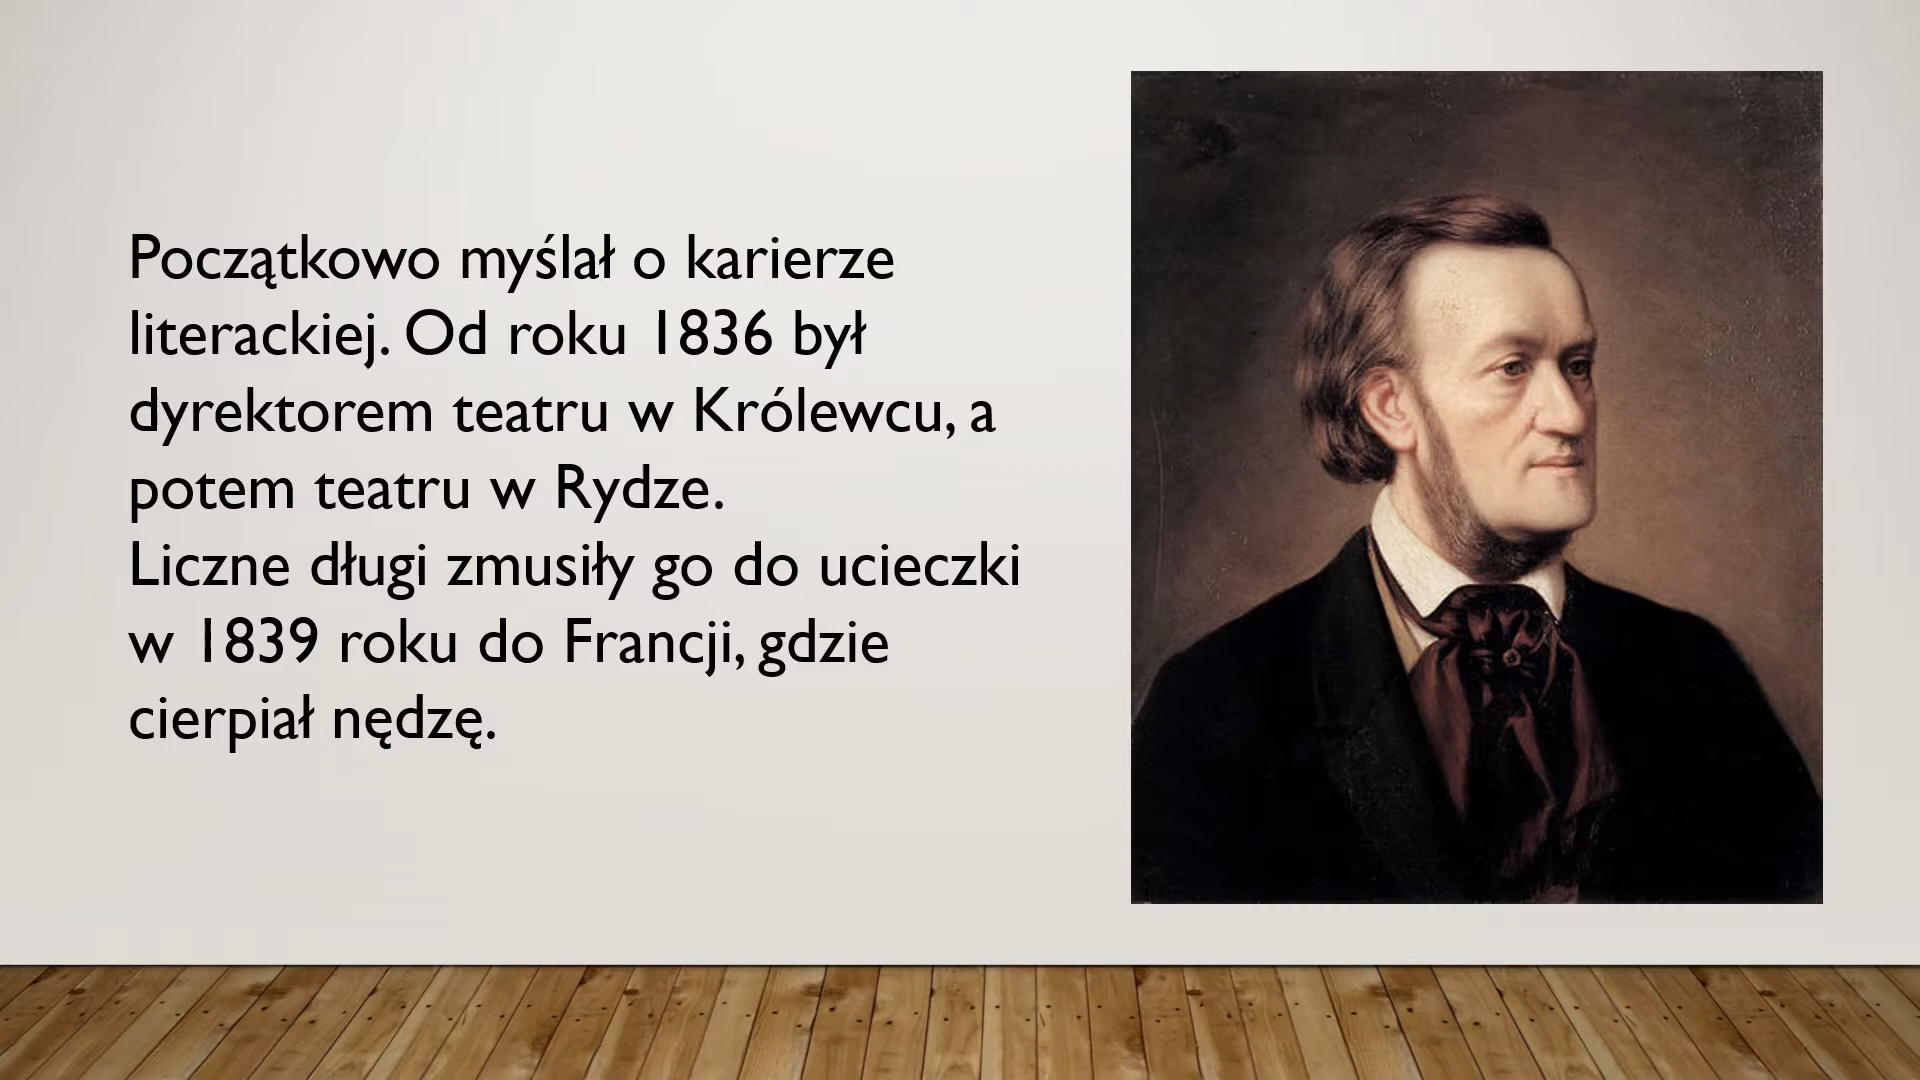 Początkowo myślał o karierze
literackiej. Od roku 1836 był
dyrektorem teatru w Królewcu, a
potem teatru w Rydze.
Liczne długi zmusiły go do ucieczki
w 1839 roku do Francji, gdzie
cierpiał nędzę.